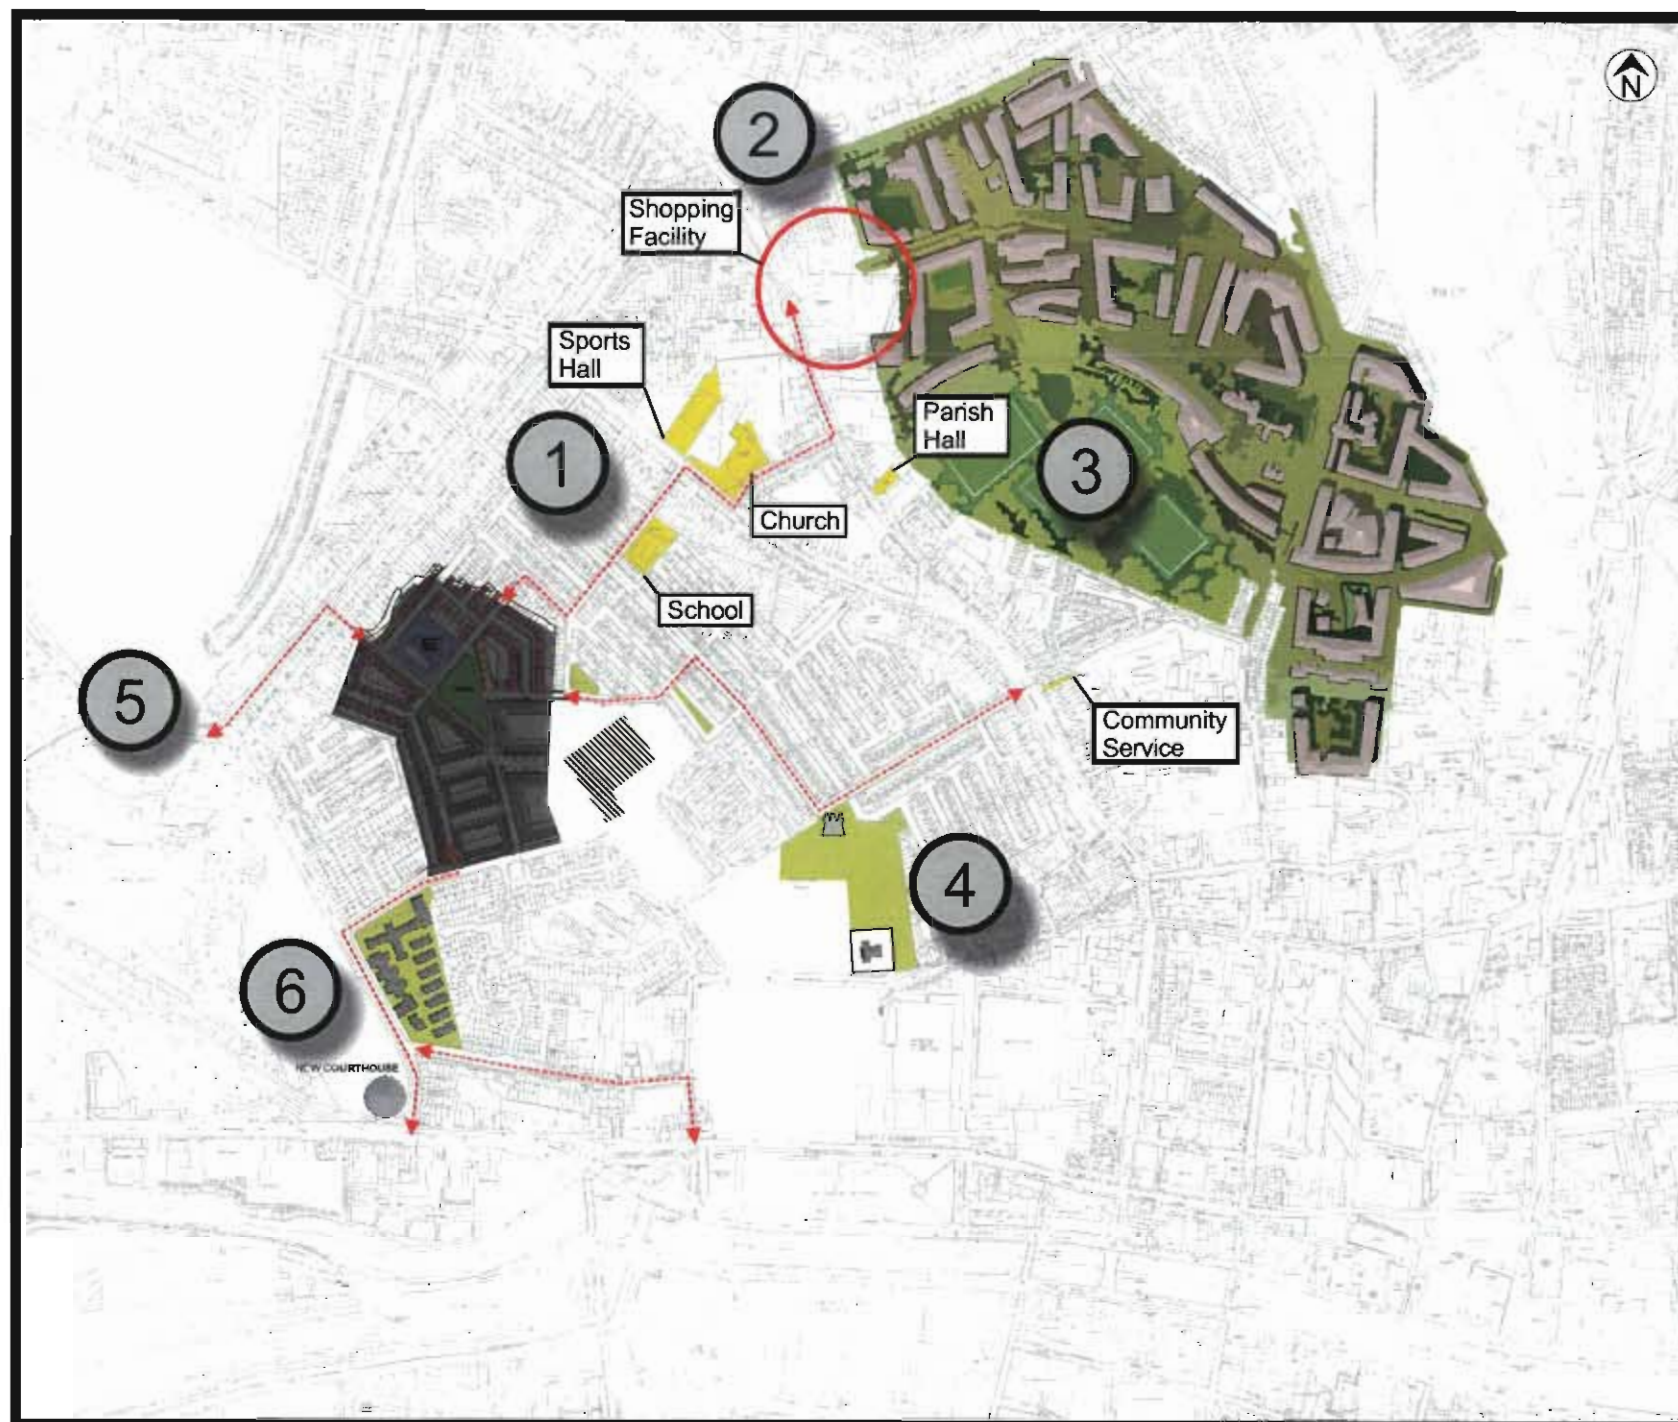 N
2
Shopping
Facility
Sports
Hall
Parish
Hall
1
3
Church
School
5
Community
Service
4
6
NEW COURTHOUSE